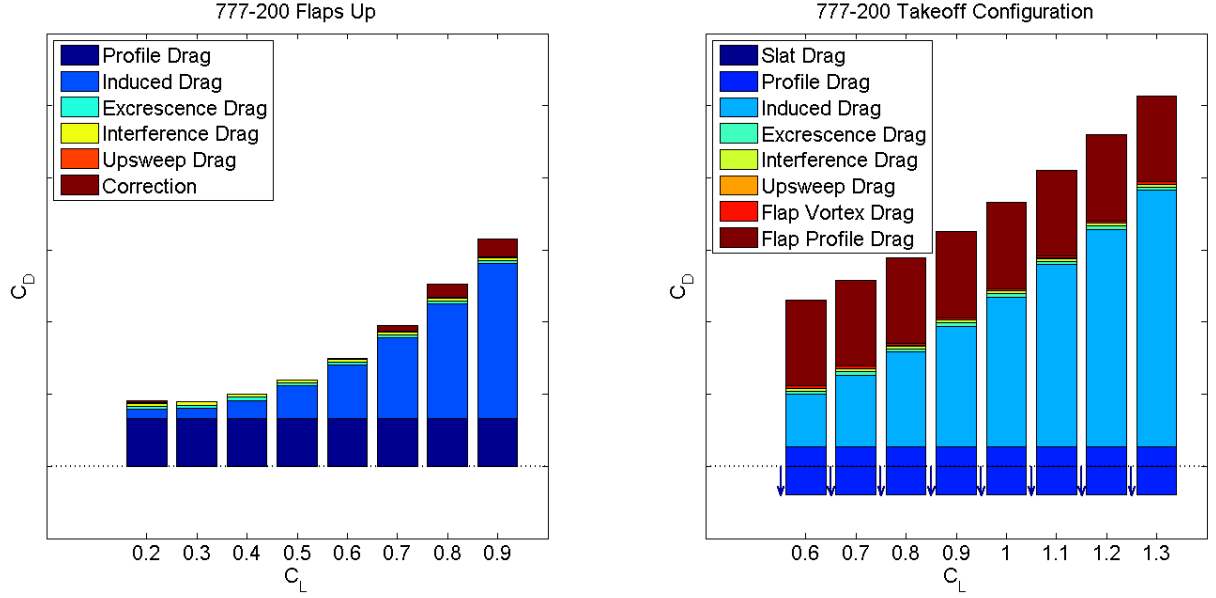 777-200 Flaps Up
Profile Drag
Induced Drag
Excrescence Drag
Interference Drag
Upsweep Drag
Correction
C_D
0.2 0.3 0.4 0.5 0.6 0.7 0.8 0.9
C_L
777-200 Takeoff Configuration
Slat Drag
Profile Drag
Induced Drag
Excrescence Drag
Interference Drag
Upsweep Drag
Flap Vortex Drag
Flap Profile Drag
C_D
0.6 0.7 0.8 0.9 1 1.1 1.2 1.3
C_L